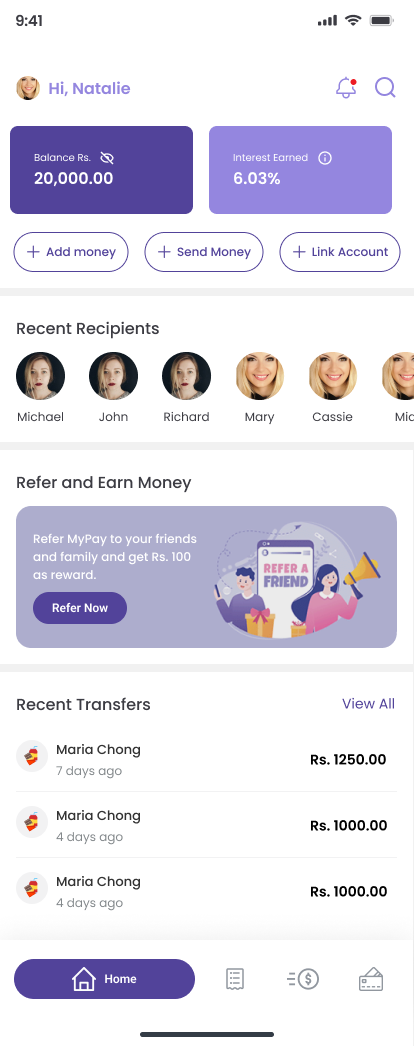 9:41
Hi, Natalie
Balance Rs.
20,000.00
Interest Earned
6.03%
Add money
Send Money
Link Account
Recent Recipients
Michael
John
Richard
Mary
Cassie
Refer and Earn Money
Refer MyPay to your friends
and family and get Rs. 100
as reward.
REFER A
FRIEND
Refer Now
Recent Transfers
View All
Maria Chong
Rs. 1250.00
7 days ago
Maria Chong
Rs. 1000.00
4 days ago
Maria Chong
Rs. 1000.00
4 days ago
Home